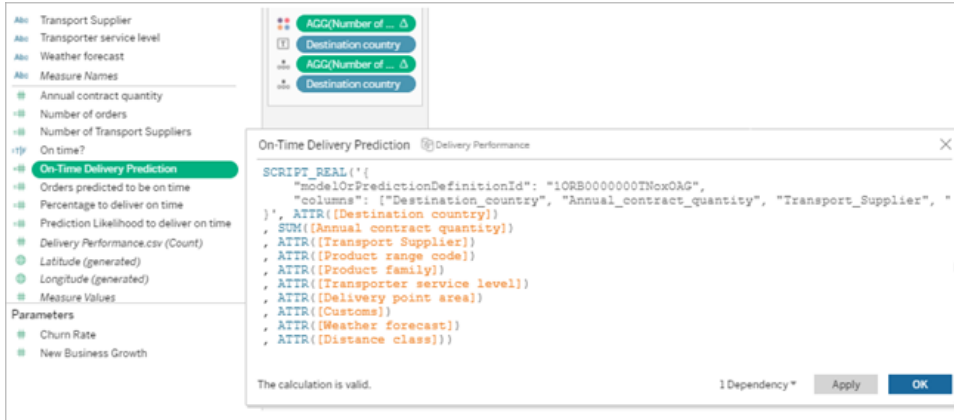 Abc Transport Supplier
Abc Transporter service level
Abc Weather forecast
Abc Measure Names
# Annual contract quantity
=# Number of orders
=# Number of Transport Suppliers
=T|F On time?
=# On-Time Delivery Prediction
=# Orders predicted to be on time
=# Percentage to deliver on time
=# Prediction Likelihood to deliver on time
# Delivery Performance.csv (Count)
Latitude (generated)
Longitude (generated)
# Measure Values
Parameters
# Churn Rate
# New Business Growth
AGG(Number of ... Δ
T Destination country
AGG(Number of ... Δ
Destination country
On-Time Delivery Prediction Delivery Performance
SCRIPT_REAL('{
"modelOrPredictionDefinitionId": "1ORB0000000TNoxOAG",
"columns": ["Destination_country", "Annual_contract_quantity", "Transport_Supplier", "
}', ATTR([Destination country])
, SUM([Annual contract quantity])
, ATTR([Transport Supplier])
, ATTR([Product range code])
, ATTR([Product family])
, ATTR([Transporter service level])
, ATTR([Delivery point area])
, ATTR([Customs])
, ATTR([Weather forecast])
, ATTR([Distance class]))
The calculation is valid.
1 Dependency
Apply
OK